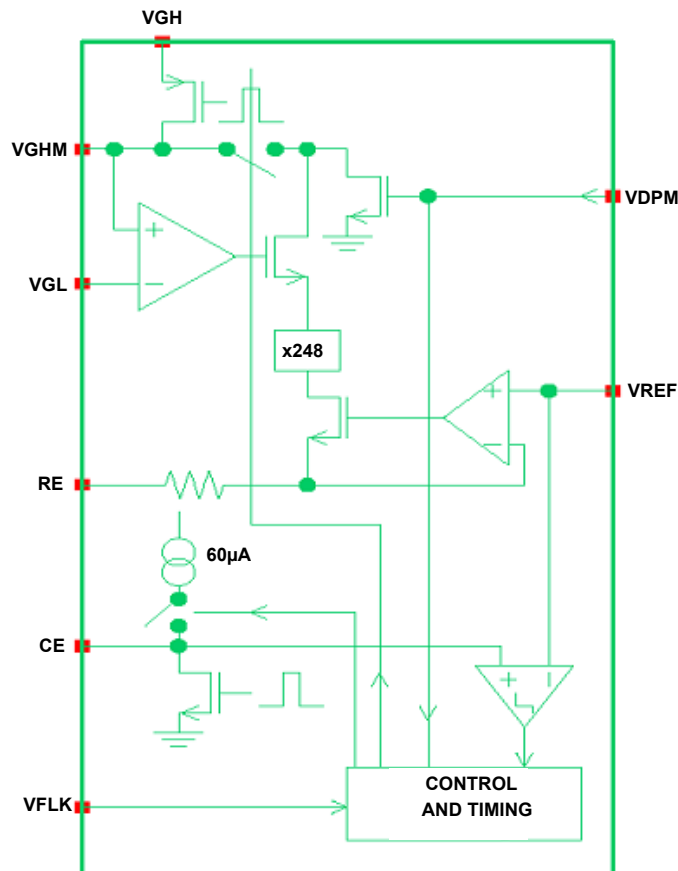 VGH
VGHM
VDPM
+
VGL
−
x248
+
VREF
−
RE
60µA
CE
+ −
CONTROL
AND TIMING
VFLK